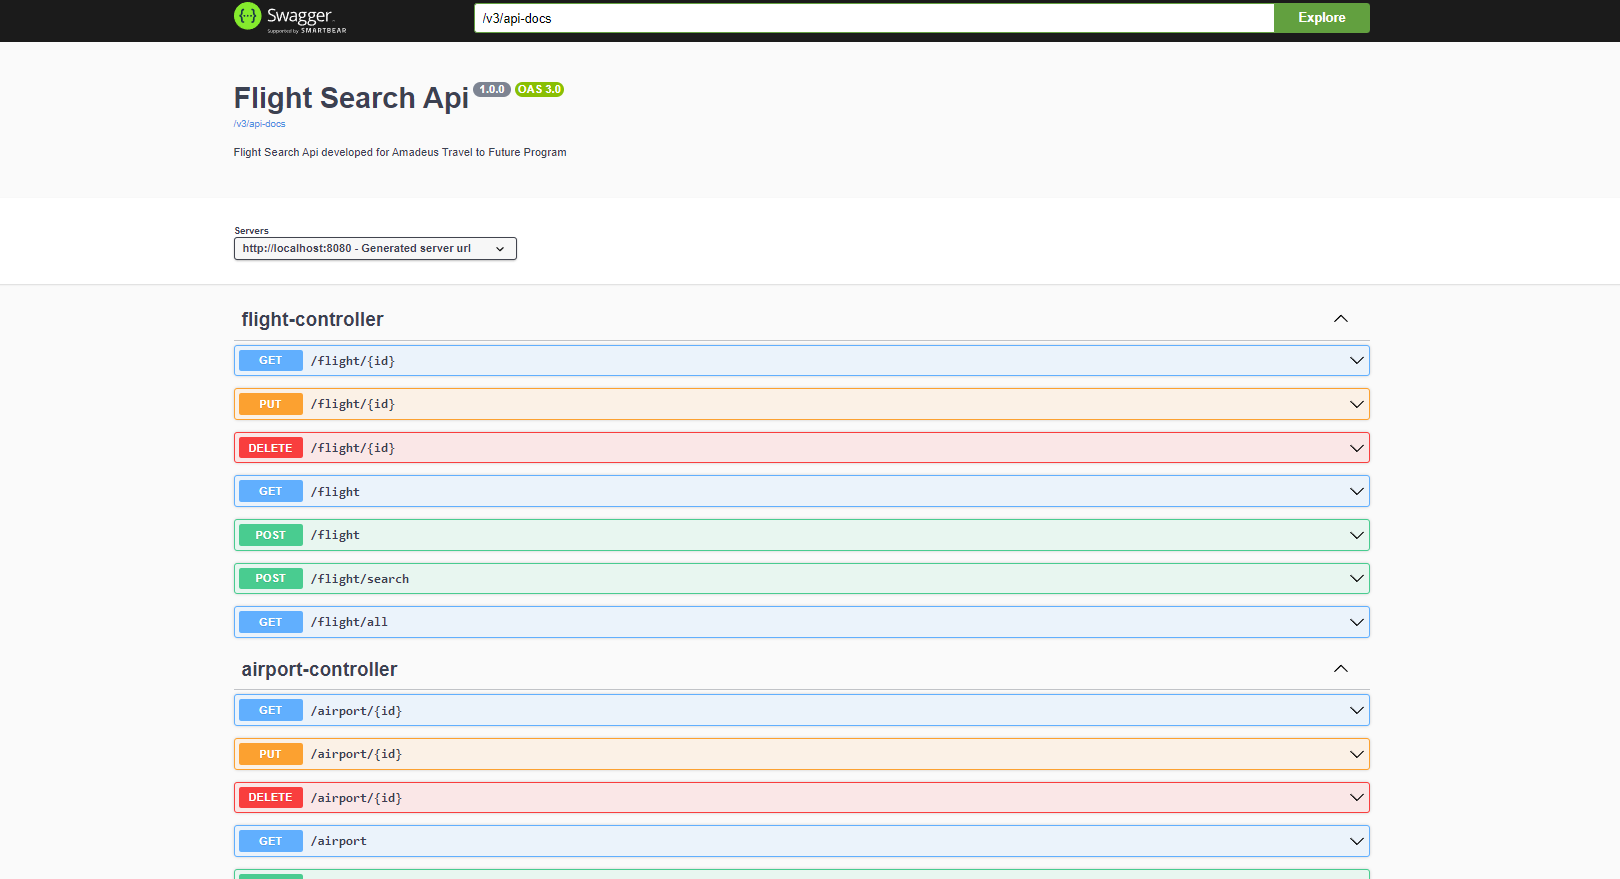 Swagger
Supported by SMARTBEAR
/v3/api-docs
Explore
Flight Search Api 1.0.0 OAS 3.0
/v3/api-docs
Flight Search Api developed for Amadeus Travel to Future Program
Servers
http://localhost:8080 - Generated server url
flight-controller
GET /flight/{id}
PUT /flight/{id}
DELETE /flight/{id}
GET /flight
POST /flight
POST /flight/search
GET /flight/all
airport-controller
GET /airport/{id}
PUT /airport/{id}
DELETE /airport/{id}
GET /airport